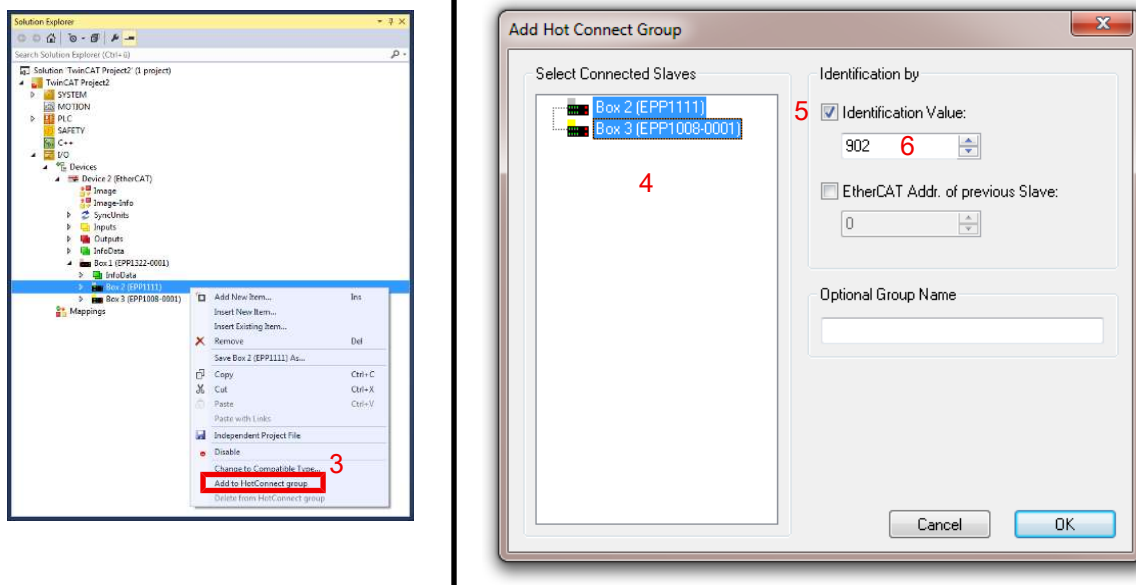 Solution Explorer
Search Solution Explorer (Ctrl+ü)
Solution 'TwinCAT Project2' (1 project)
TwinCAT Project2
SYSTEM
MOTION
PLC
SAFETY
C++
I/O
Devices
Device 2 (EtherCAT)
Image
Image-Info
SyncUnits
Inputs
Outputs
InfoData
Box 1 (EPP1322-0001)
InfoData
Box 2 (EPP1111)
Box 3 (EPP1008-0001)
Mappings
Add New Item... Ins
Insert New Item...
Insert Existing Item...
Remove Del
Save Box 2 (EPP1111) As...
Copy Ctrl+C
Cut Ctrl+X
Paste Ctrl+V
Paste with Links
Independent Project File
Disable
Change to Compatible Type... 3
Add to HotConnect group
Delete from HotConnect group
Add Hot Connect Group
Select Connected Slaves
Box 2 (EPP1111)
Box 3 (EPP1008-0001)
4
Identification by
5 Identification Value:
902 6
EtherCAT Addr. of previous Slave:
0
Optional Group Name
Cancel OK